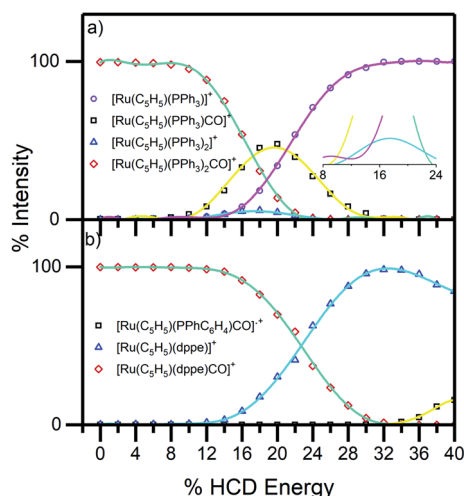 a)
100
[Ru(C₅H₅)(PPh₃)]⁺
[Ru(C₅H₅)(PPh₃)CO]⁺
[Ru(C₅H₅)(PPh₃)₂]⁺
[Ru(C₅H₅)(PPh₃)₂CO]⁺
8 12 16 20 24
0
% Intensity
b)
100
[Ru(C₅H₅)(PPhC₆H₄)CO]·⁺
[Ru(C₅H₅)(dppe)]⁺
[Ru(C₅H₅)(dppe)CO]⁺
0
0 4 8 12 16 20 24 28 32 36 40
% HCD Energy